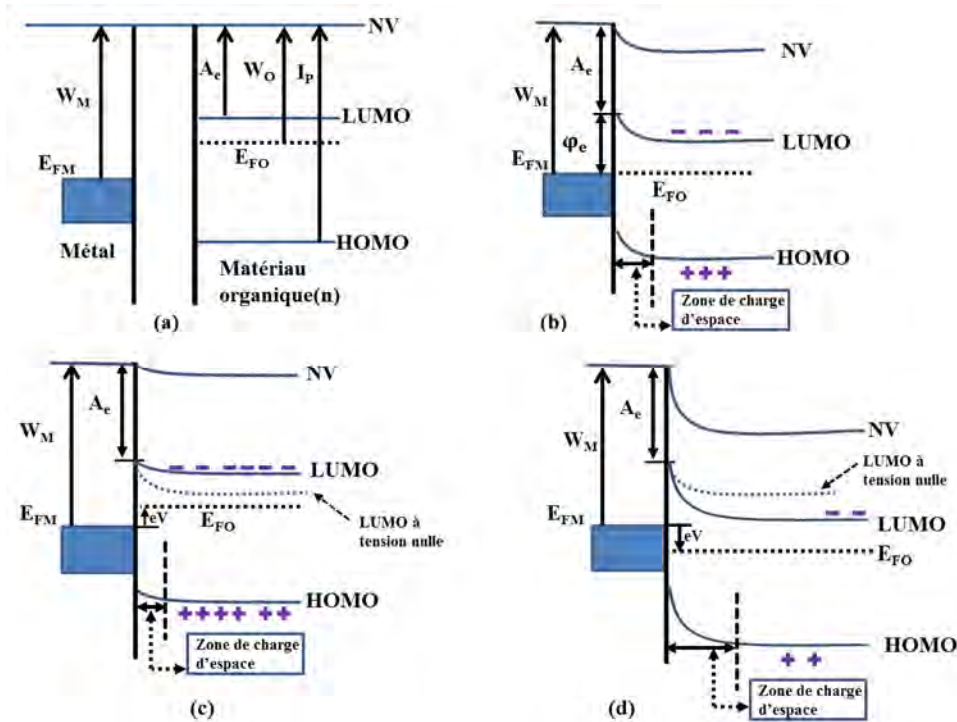 NV
W_M
A_e
W_O
I_P
LUMO
E_FM
E_FO
HOMO
Métal
Matériau
organique(n)
(a)
NV
A_e
W_M
LUMO
φ_e
E_FM
E_FO
HOMO
+++
Zone de charge
d'espace
(b)
NV
A_e
W_M
LUMO
E_FM
eV
E_FO
LUMO à
tension nulle
HOMO
++++ ++
Zone de charge
d'espace
(c)
A_e
NV
W_M
LUMO à
tension nulle
E_FM
LUMO
eV
E_FO
HOMO
+ +
Zone de charge
d'espace
(d)